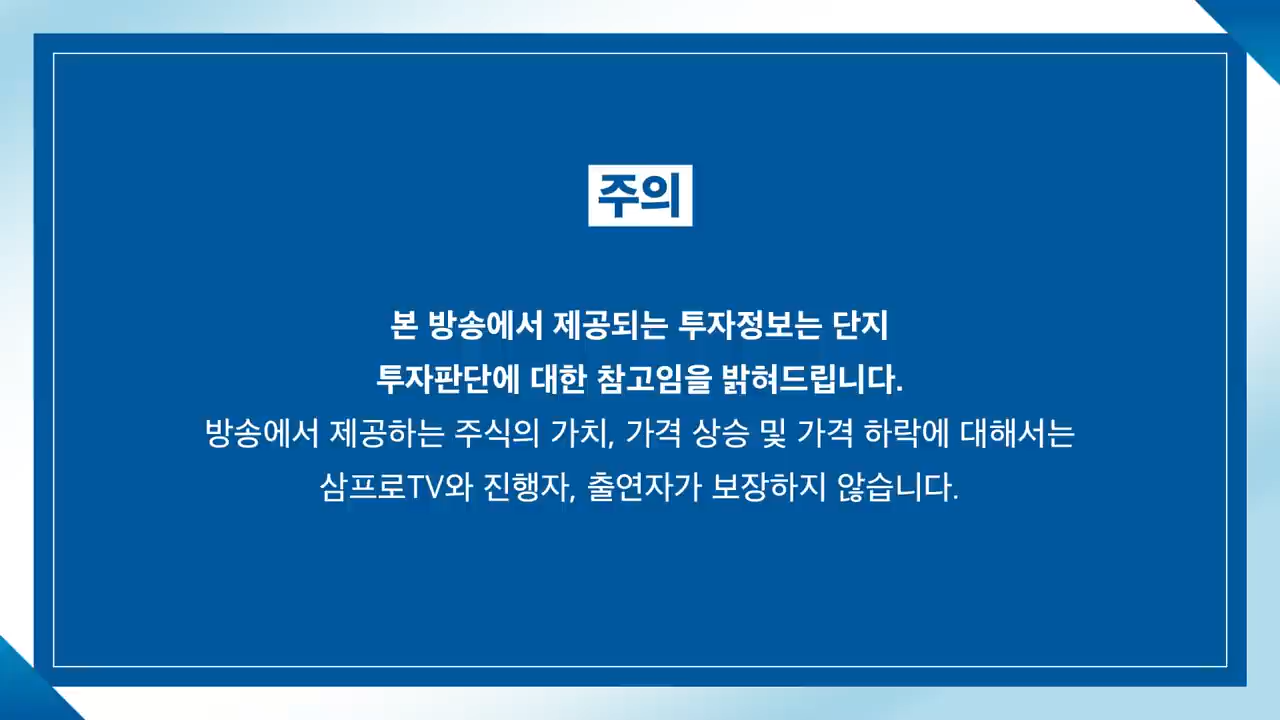 주의
본 방송에서 제공되는 투자정보는 단지
투자판단에 대한 참고임을 밝혀드립니다.
방송에서 제공하는 주식의 가치, 가격 상승 및 가격 하락에 대해서는
삼프로TV와 진행자, 출연자가 보장하지 않습니다.